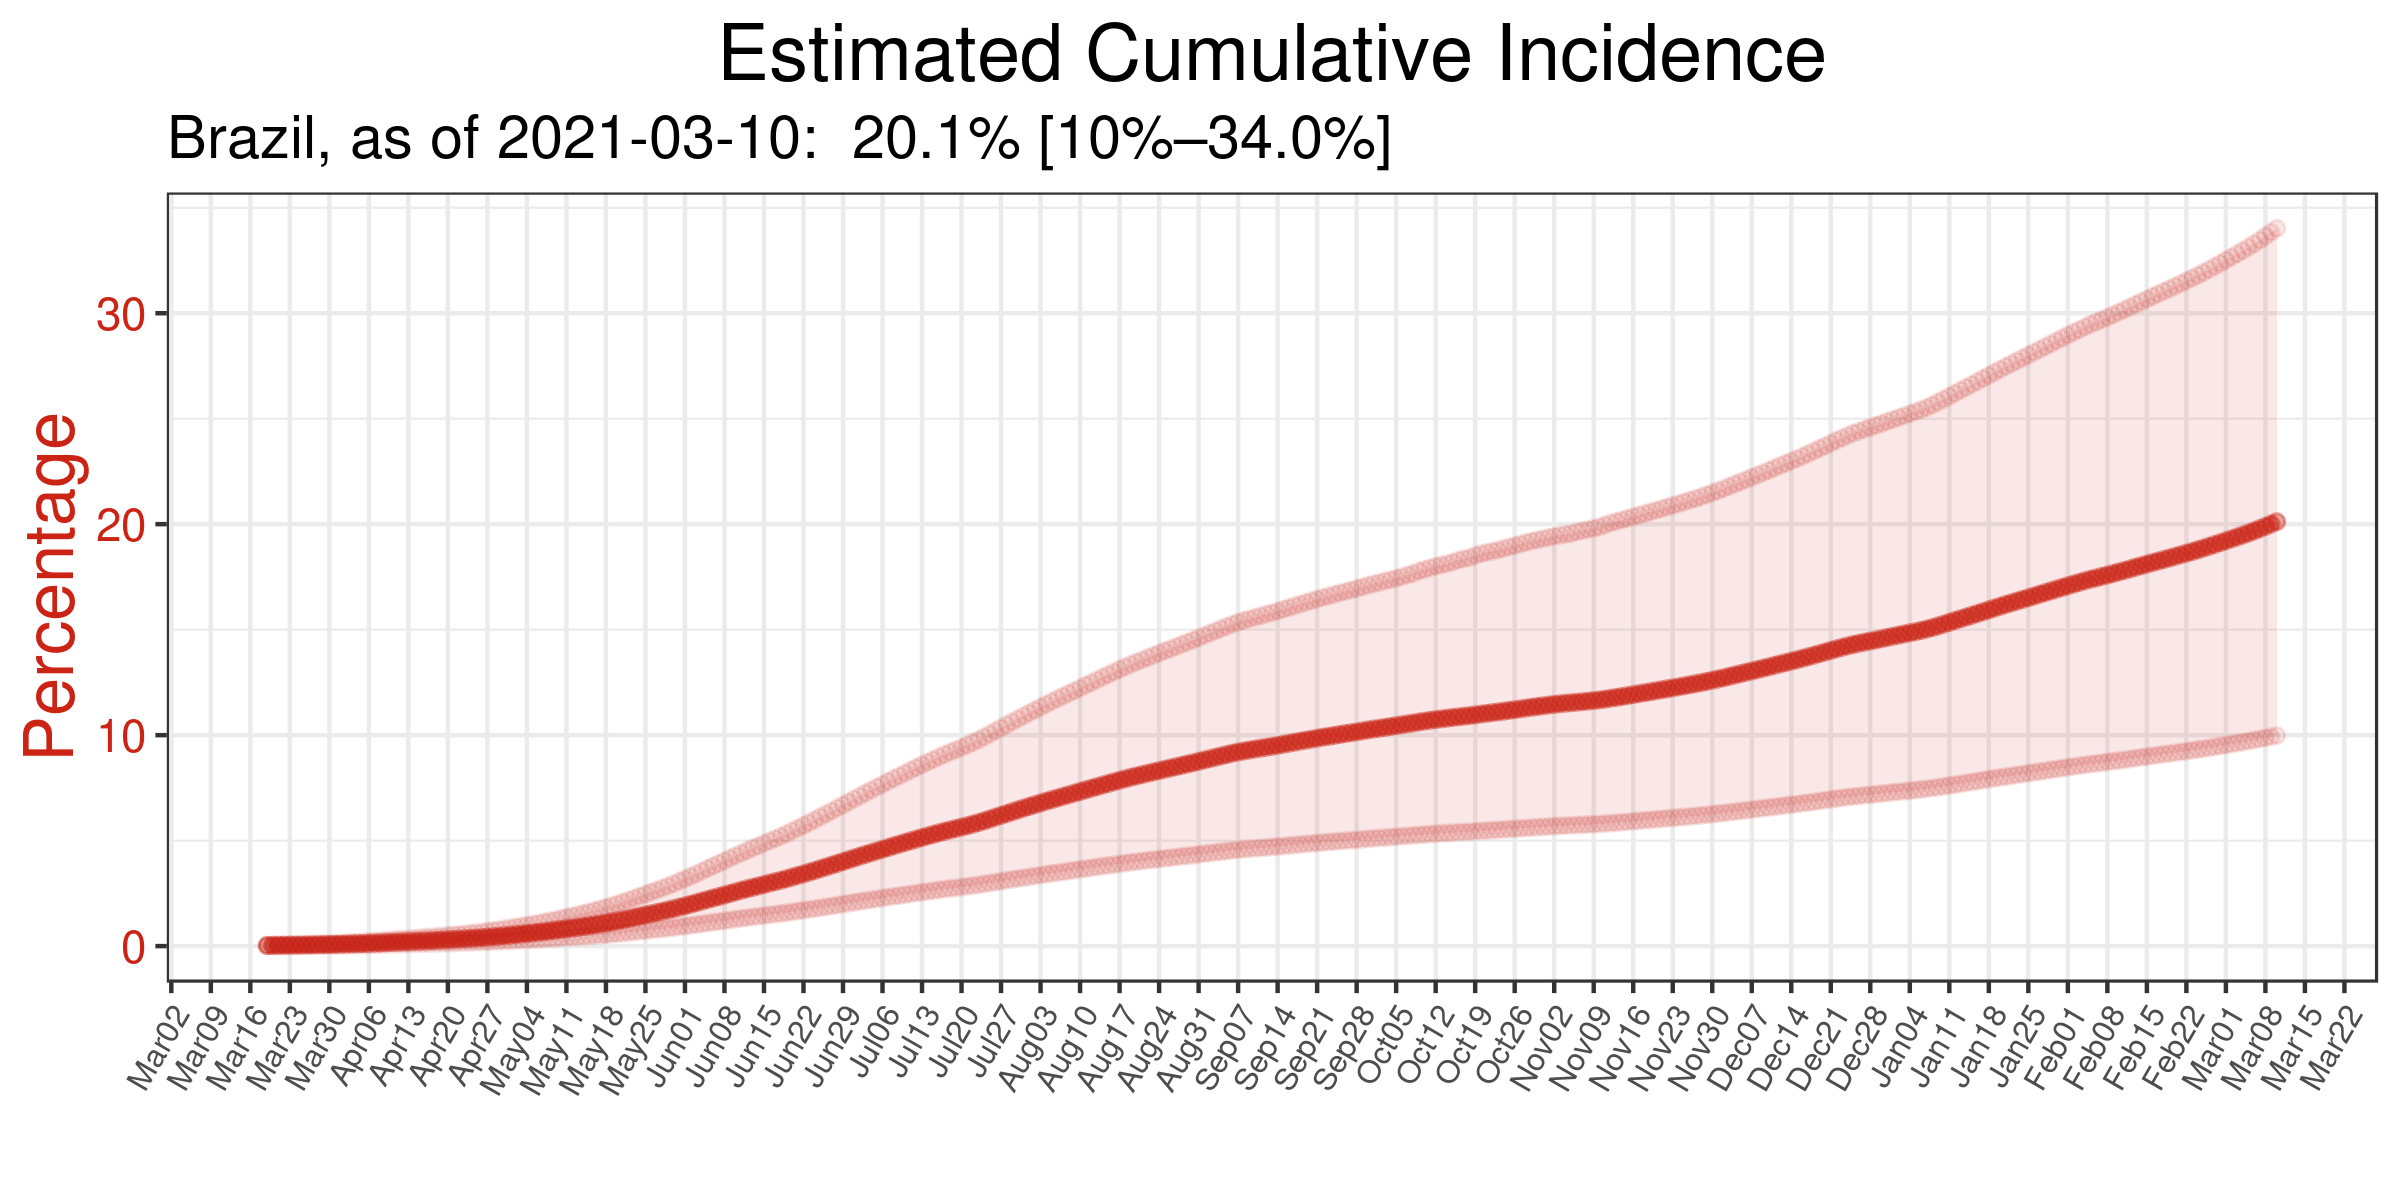 Estimated Cumulative Incidence
Brazil, as of 2021-03-10:  20.1% [10%–34.0%]
Percentage
30
20
10
0
Mar02
Mar09
Mar16
Mar23
Mar30
Apr06
Apr13
Apr20
Apr27
May04
May11
May18
May25
Jun01
Jun08
Jun15
Jun22
Jun29
Jul06
Jul13
Jul20
Jul27
Aug03
Aug10
Aug17
Aug24
Aug31
Sep07
Sep14
Sep21
Sep28
Oct05
Oct12
Oct19
Oct26
Nov02
Nov09
Nov16
Nov23
Nov30
Dec07
Dec14
Dec21
Dec28
Jan04
Jan11
Jan18
Jan25
Feb01
Feb08
Feb15
Feb22
Mar01
Mar08
Mar15
Mar22